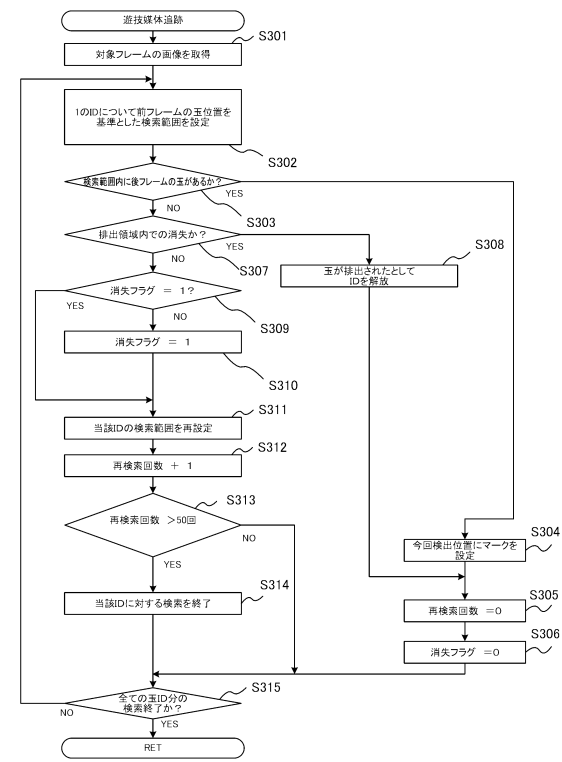 遊技媒体追跡
S301
対象フレームの画像を取得
1のIDについて前フレームの玉位置を
基準とした検索範囲を設定
S302
検索範囲内に後フレームの玉があるか?
YES
NO
S303
排出領域内での消失か?
YES
NO
S307
S308
玉が排出されたとして
IDを解放
消失フラグ = 1?
YES
NO
S309
消失フラグ = 1
S310
S311
当該IDの検索範囲を再設定
S312
再検索回数 + 1
S313
再検索回数 >50回
NO
YES
S304
今回検出位置にマークを
設定
S314
当該IDに対する検索を終了
S305
再検索回数 =0
S306
消失フラグ =0
S315
全ての玉ID分の
検索終了か?
NO
YES
RET